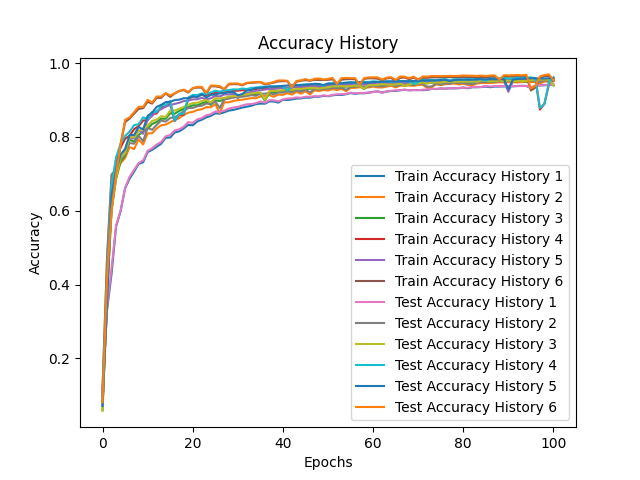 Accuracy History
1.0
0.8
0.6
0.4
0.2
Accuracy
Train Accuracy History 1
Train Accuracy History 2
Train Accuracy History 3
Train Accuracy History 4
Train Accuracy History 5
Train Accuracy History 6
Test Accuracy History 1
Test Accuracy History 2
Test Accuracy History 3
Test Accuracy History 4
Test Accuracy History 5
Test Accuracy History 6
0 20 40 60 80 100
Epochs